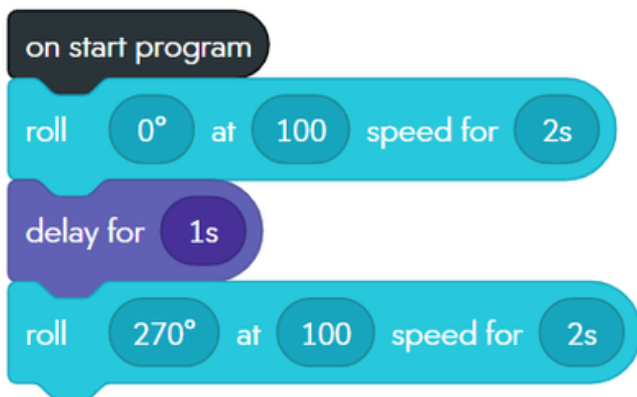 on start program
roll 0° at 100 speed for 2s
delay for 1s
roll 270° at 100 speed for 2s